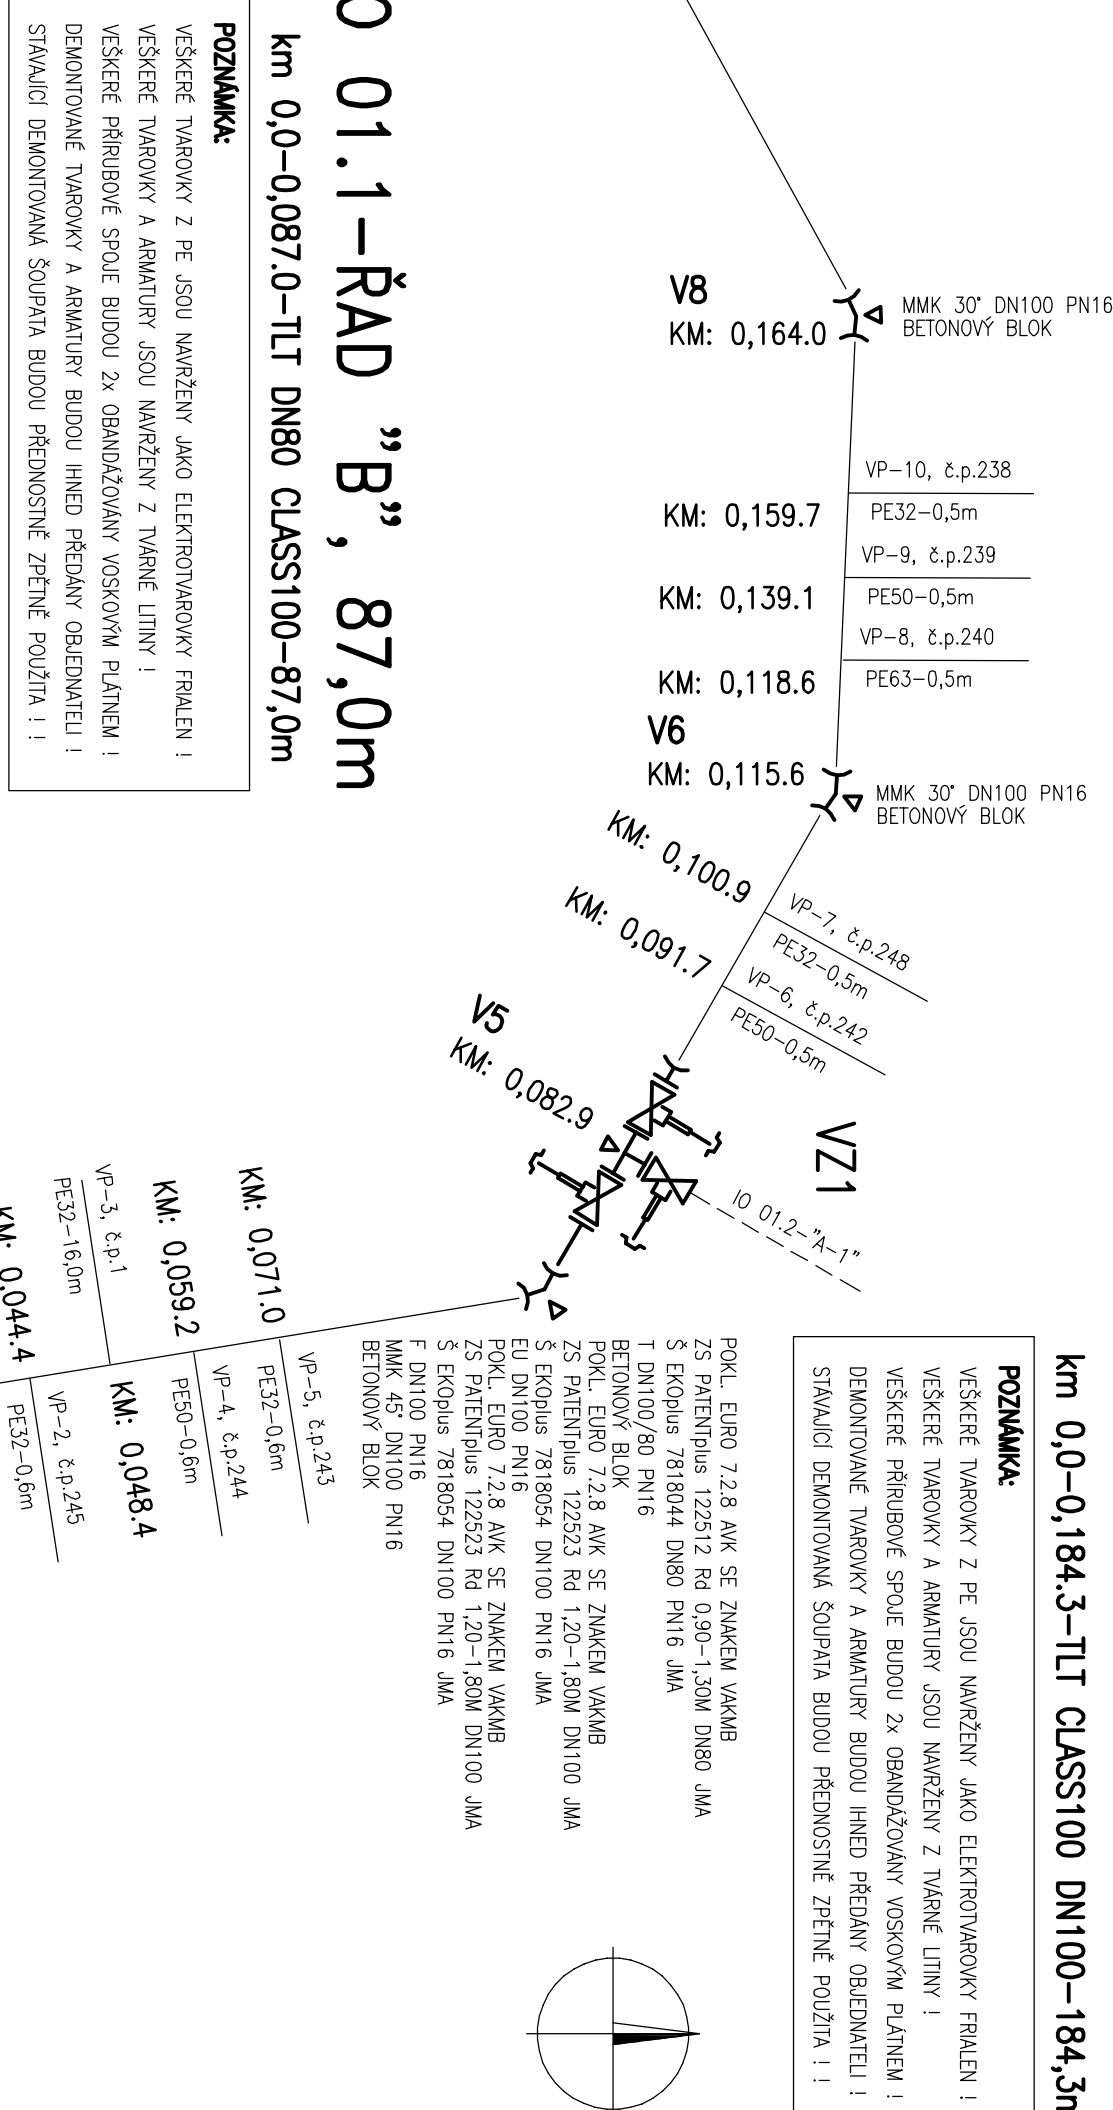 O 01.1-ŘAD "B", 87,0m
km 0,0-0,087.0-TLT DN80 CLASS100-87,0m
POZNÁMKA:
VEŠKERÉ TVAROVKY Z PE JSOU NAVRŽENY JAKO ELEKTROTVAROVKY FRIALEN !
VEŠKERÉ TVAROVKY A ARMATURY JSOU NAVRŽENY Z TVÁRNÉ LITINY !
VEŠKERÉ PŘÍRUBOVÉ SPOJE BUDOU 2x OBANDÁŽOVÁNY VOSKOVÝM PLÁTNEM !
DEMONTOVANÉ TVAROVKY A ARMATURY BUDOU IHNED PŘEDÁNY OBJEDNATELI !
STÁVAJÍCÍ DEMONTOVANÁ ŠOUPATA BUDOU PŘEDNOSTNĚ ZPĚTNĚ POUŽITA ! !
V8
KM: 0,164.0
MMK 30° DN100 PN16
BETONOVÝ BLOK
VP-10, č.p.238
KM: 0,159.7
PE32-0,5m
VP-9, č.p.239
KM: 0,139.1
PE50-0,5m
VP-8, č.p.240
KM: 0,118.6
PE63-0,5m
V6
KM: 0,115.6
MMK 30° DN100 PN16
BETONOVÝ BLOK
KM: 0,100.9
VP-7, č.p.248
PE32-0,5m
KM: 0,091.7
VP-6, č.p.242
PE50-0,5m
V5
KM: 0,082.9
VZ1
IO 01.2-"A-1"
KM: 0,071.0
VP-5, č.p.243
PE32-0,6m
KM: 0,059.2
VP-4, č.p.244
PE50-0,6m
VP-3, č.p.1
PE32-16,0m
KM: 0,048.4
KM: 0,044.4
VP-2, č.p.245
PE32-0,6m
POKL. EURO 7.2.8 AVK SE ZNAKEM VAKMB
ZS PATENTplus 122512 Rd 0,90-1,30M DN80 JMA
Š EKOplus 7818044 DN80 PN16 JMA
T DN100/80 PN16
BETONOVÝ BLOK
POKL. EURO 7.2.8 AVK SE ZNAKEM VAKMB
ZS PATENTplus 122523 Rd 1,20-1,80M DN100 JMA
Š EKOplus 7818054 DN100 PN16 JMA
EU DN100 PN16
POKL. EURO 7.2.8 AVK SE ZNAKEM VAKMB
ZS PATENTplus 122523 Rd 1,20-1,80M DN100 JMA
Š EKOplus 7818054 DN100 PN16 JMA
F DN100 PN16
MMK 45° DN100 PN16
BETONOVÝ BLOK
km 0,0-0,184.3-TLT CLASS100 DN100-184,3m
POZNÁMKA:
VEŠKERÉ TVAROVKY Z PE JSOU NAVRŽENY JAKO ELEKTROTVAROVKY FRIALEN !
VEŠKERÉ TVAROVKY A ARMATURY JSOU NAVRŽENY Z TVÁRNÉ LITINY !
VEŠKERÉ PŘÍRUBOVÉ SPOJE BUDOU 2x OBANDÁŽOVÁNY VOSKOVÝM PLÁTNEM !
DEMONTOVANÉ TVAROVKY A ARMATURY BUDOU IHNED PŘEDÁNY OBJEDNATELI !
STÁVAJÍCÍ DEMONTOVANÁ ŠOUPATA BUDOU PŘEDNOSTNĚ ZPĚTNĚ POUŽITA ! !